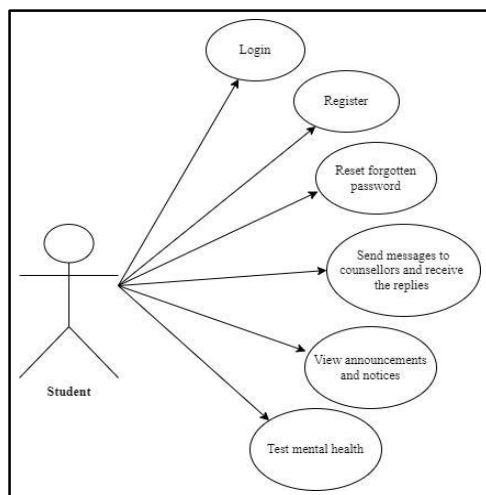 Login
Register
Reset forgotten
password
Send messages to
counsellors and receive
the replies
View announcements
and notices
Student
Test mental health